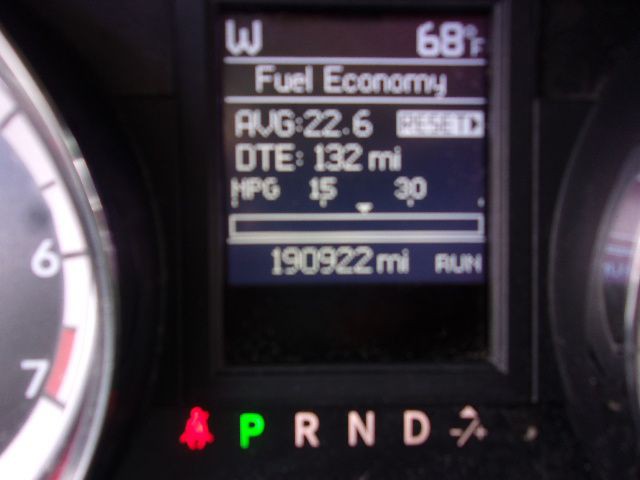 W 68°F
Fuel Economy
AVG:22.6 RESET
DTE: 132 mi
MPG 15 30
190922 mi RUN
6
7
P R N D -/+